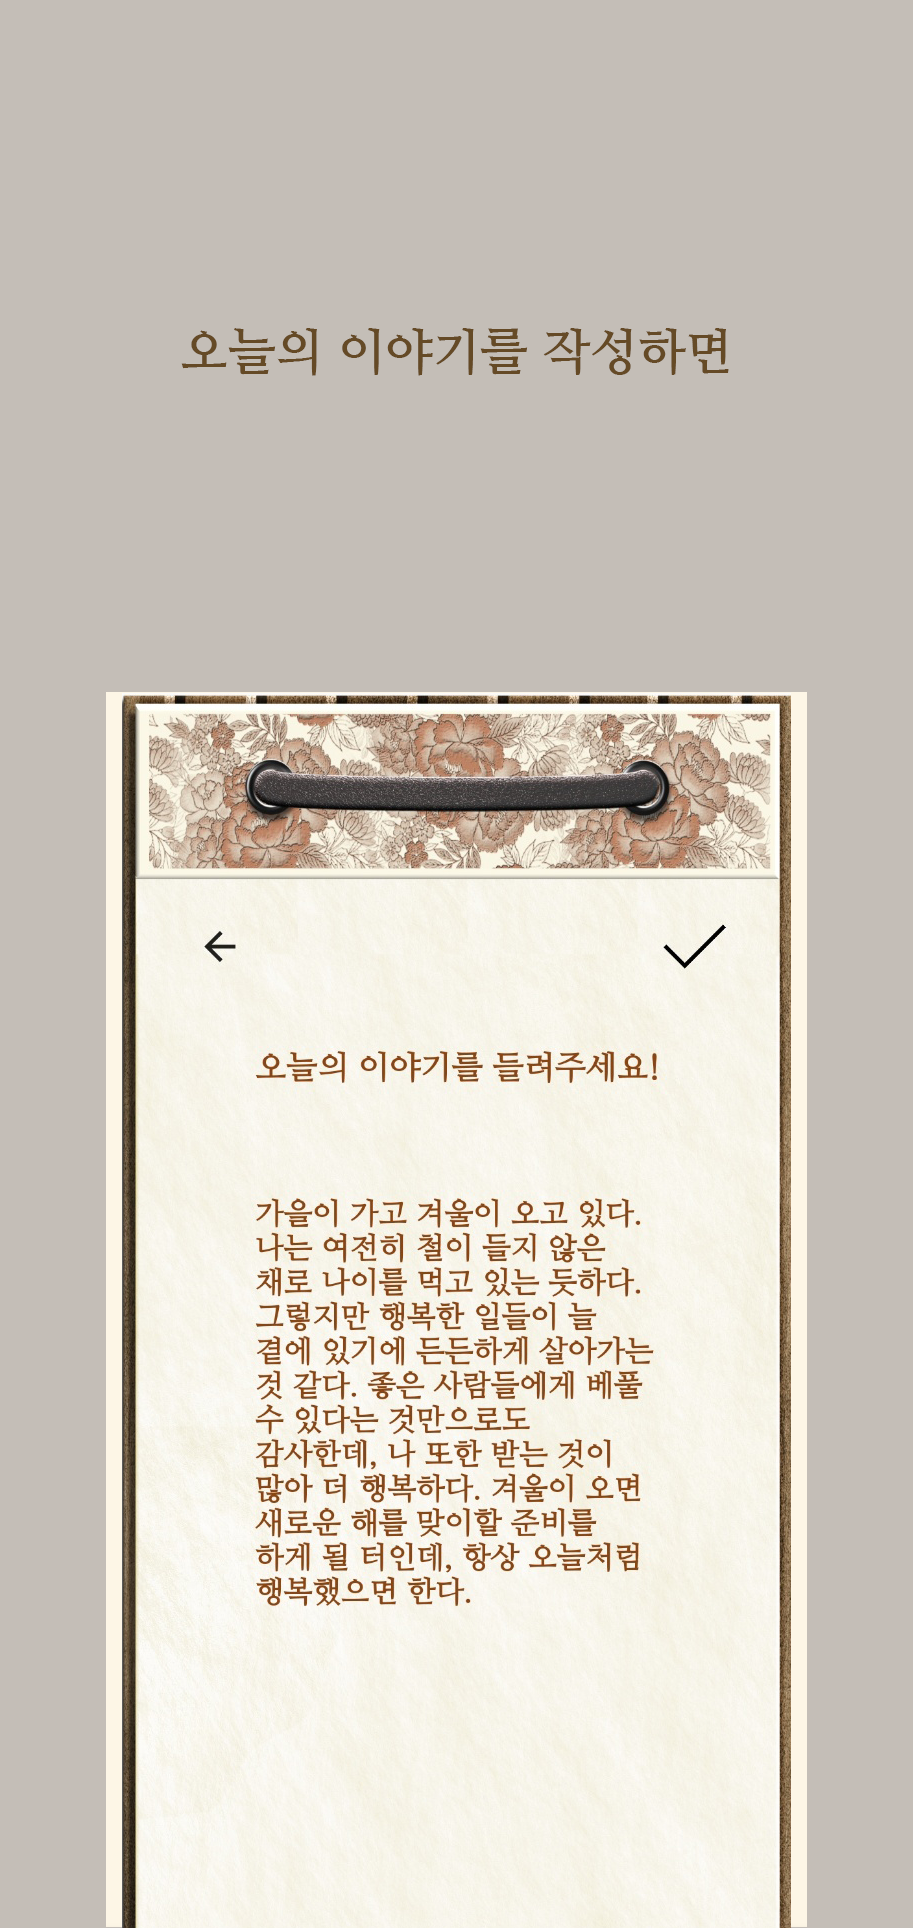 오늘의 이야기를 작성하면
오늘의 이야기를 들려주세요!
가을이 가고 겨울이 오고 있다.
나는 여전히 철이 들지 않은
채로 나이를 먹고 있는 듯하다.
그렇지만 행복한 일들이 늘
곁에 있기에 든든하게 살아가는
것 같다. 좋은 사람들에게 베풀
수 있다는 것만으로도
감사한데, 나 또한 받는 것이
많아 더 행복하다. 겨울이 오면
새로운 해를 맞이할 준비를
하게 될 터인데, 항상 오늘처럼
행복했으면 한다.